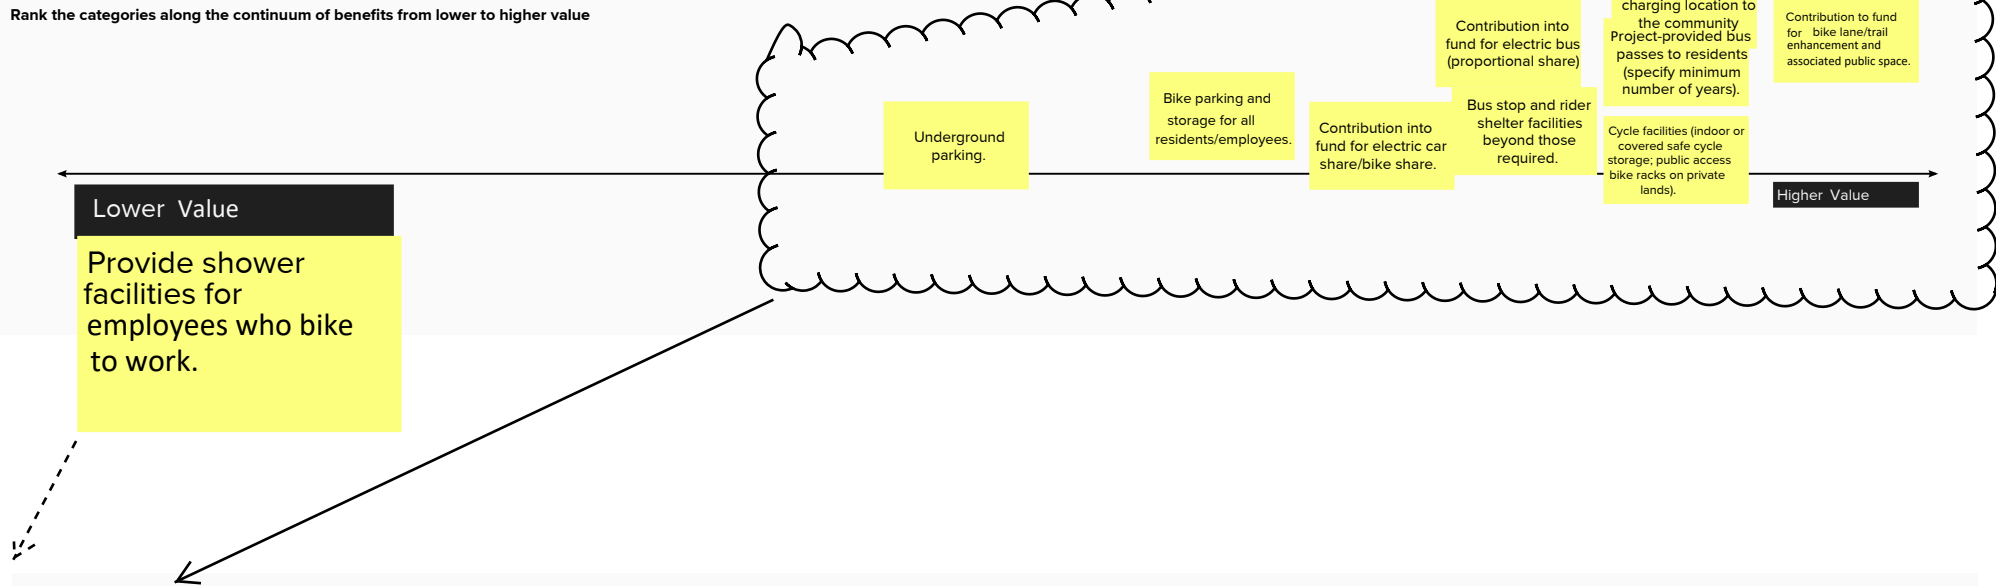 Rank the categories along the continuum of benefits from lower to higher value
Lower Value
Provide shower
facilities for
employees who bike
to work.
Underground
parking.
Bike parking and
storage for all
residents/employees.
Contribution into
fund for electric car
share/bike share.
Contribution into
fund for electric bus
(proportional share)
Bus stop and rider
shelter facilities
beyond those
required.
charging location to
the community
Project-provided bus
passes to residents
(specify minimum
number of years).
Cycle facilities (indoor or
covered safe cycle
storage; public access
bike racks on private
lands).
Contribution to fund
for bike lane/trail
enhancement and
associated public space.
Higher Value